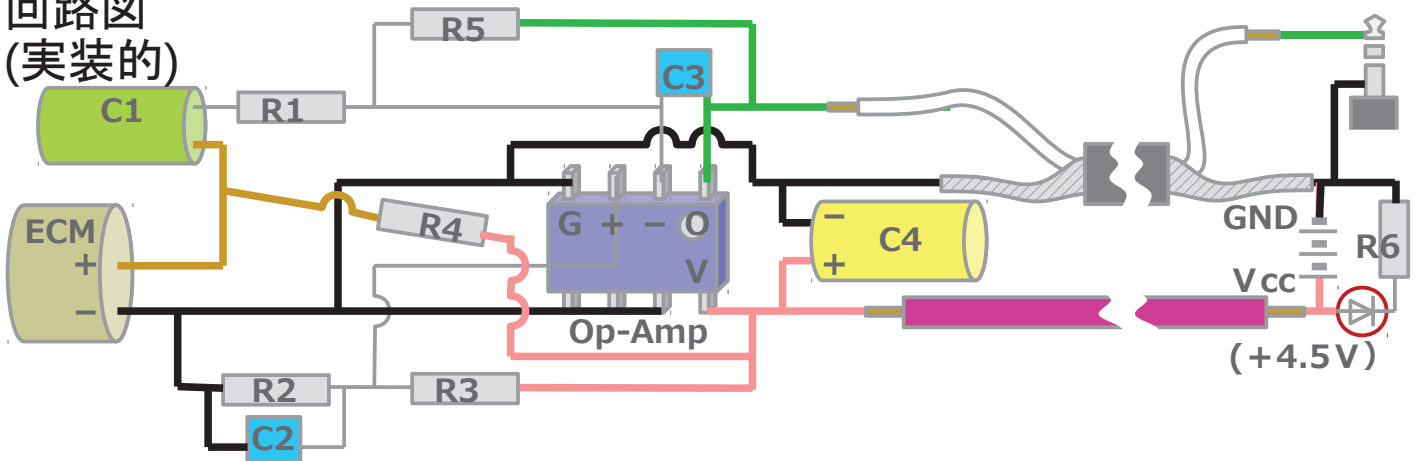 回路図
(実装的)
R5
C3
C1
R1
ECM
+
−
R4
G + − O
V
Op-Amp
−
+
C4
GND
Vcc
R6
(+4.5V)
R2
R3
C2